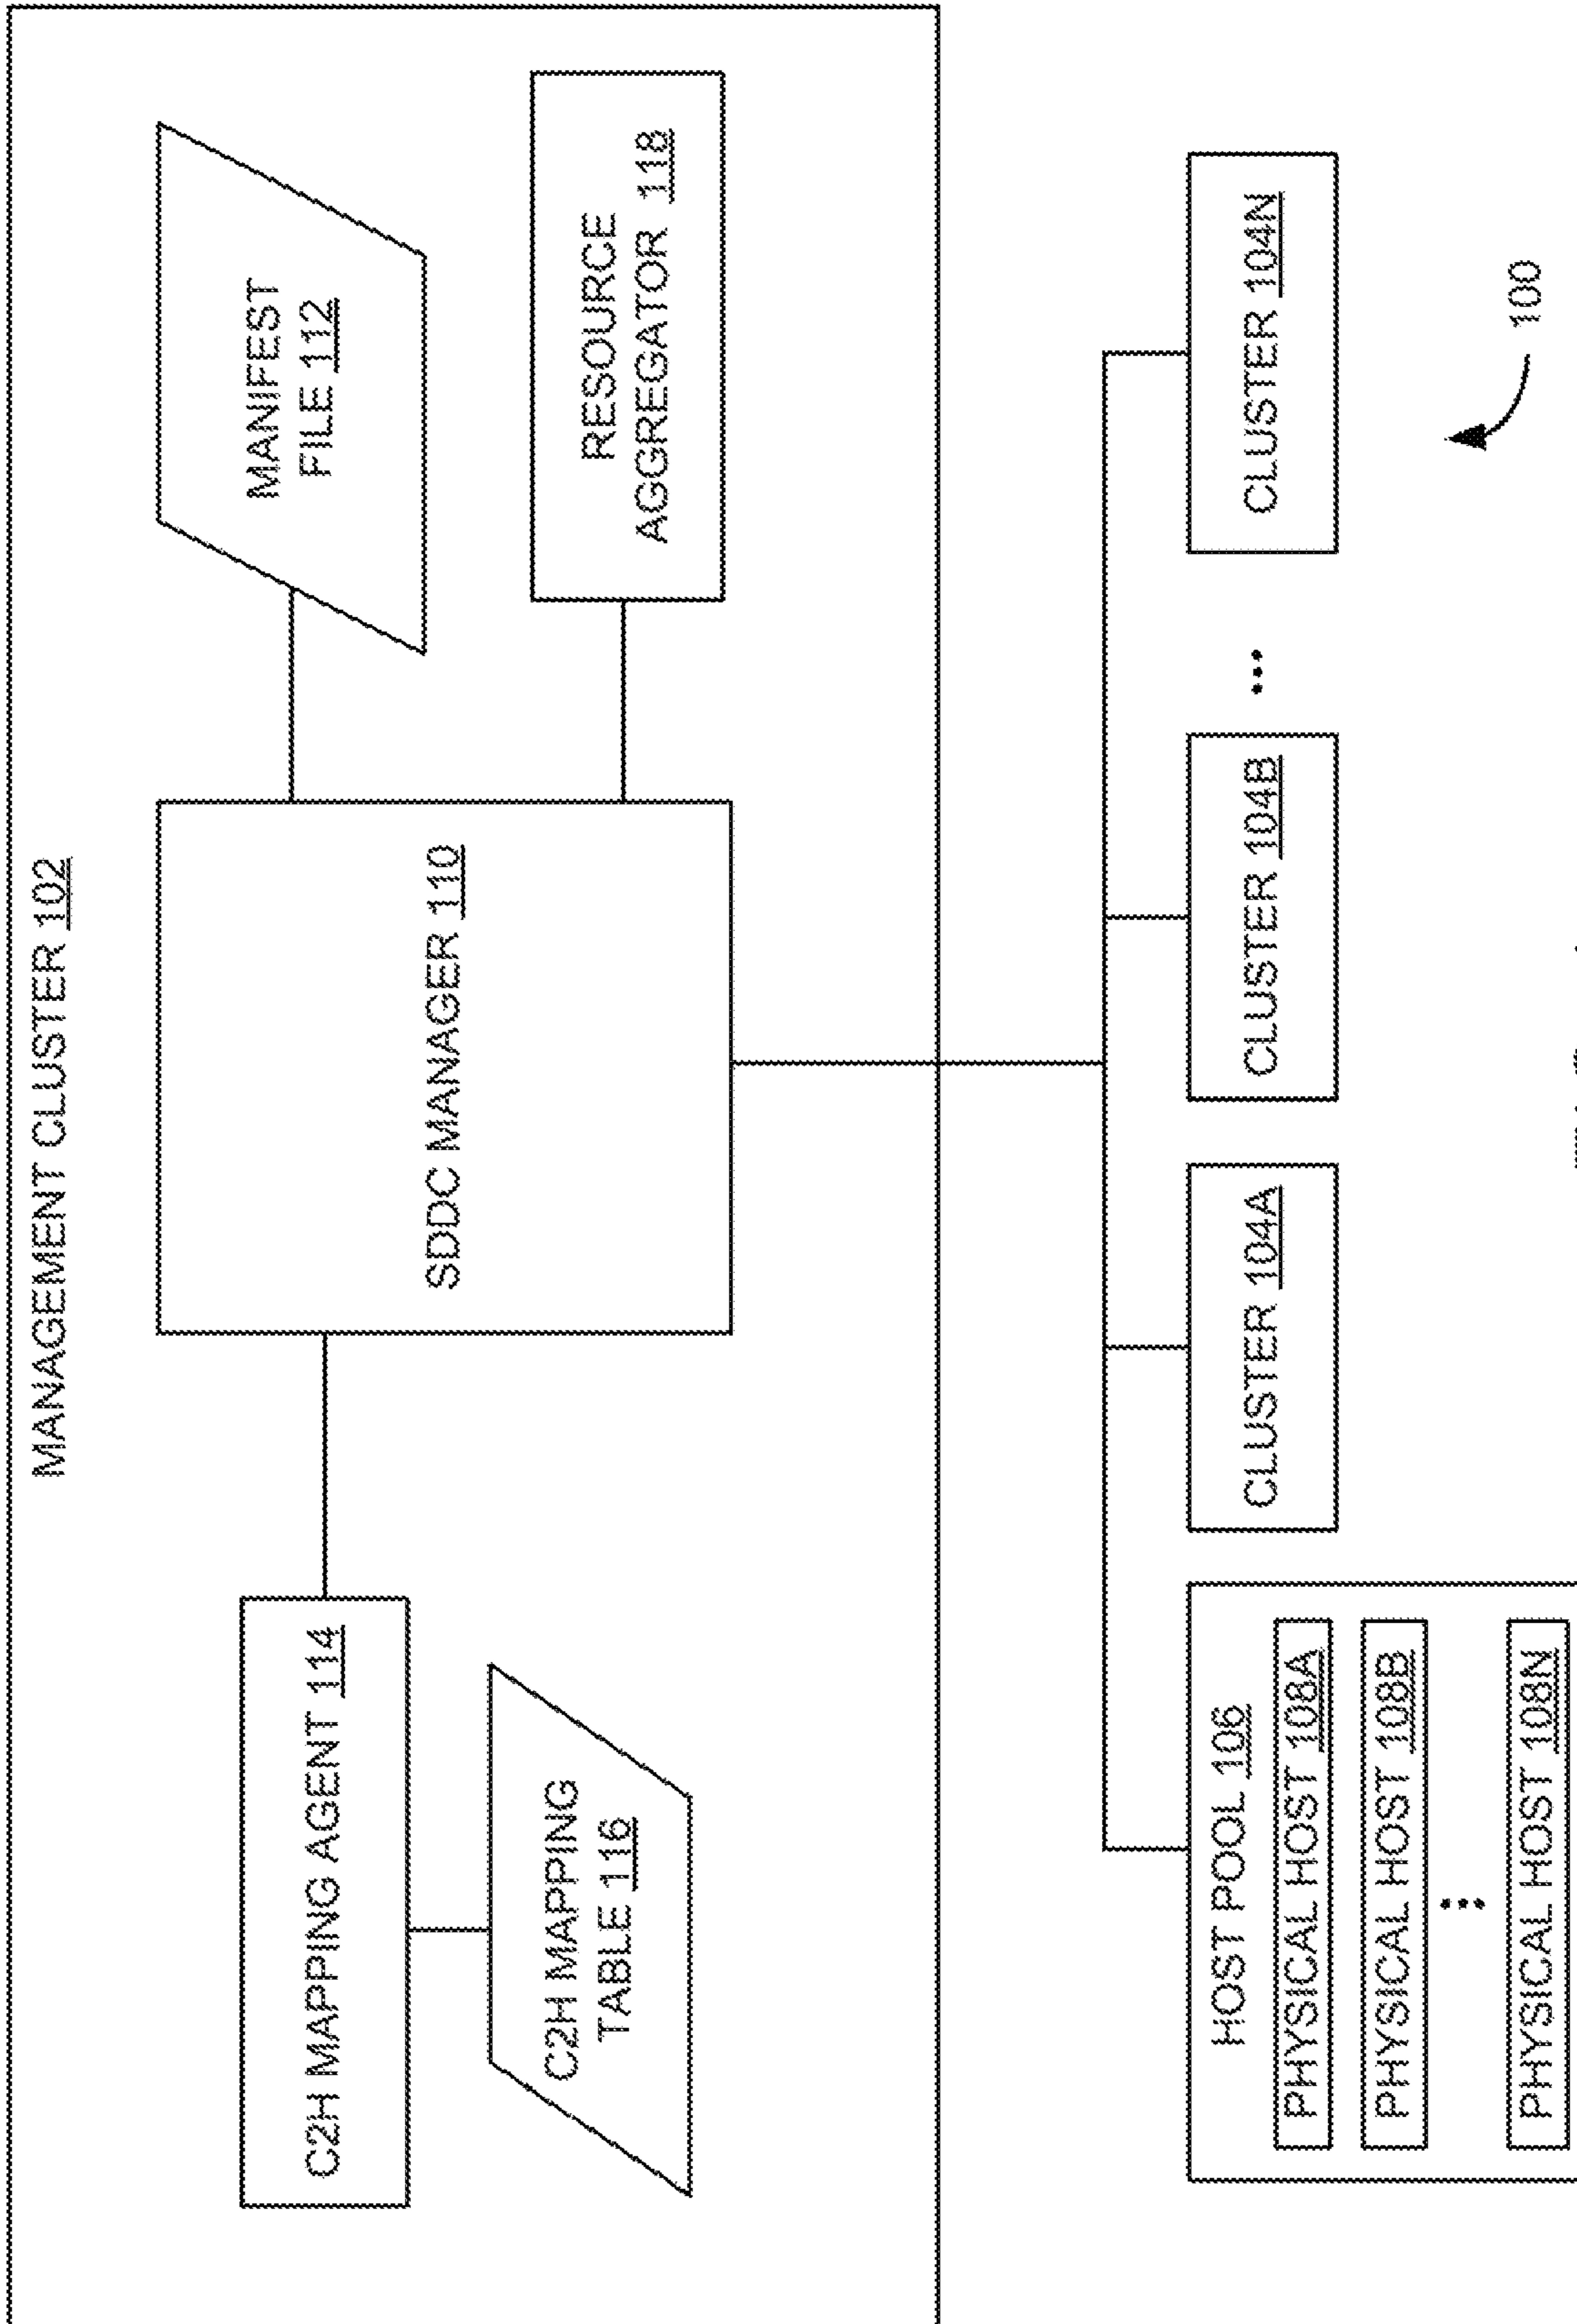 MANAGEMENT CLUSTER 102
C2H MAPPING AGENT 114
C2H MAPPING
TABLE 116
SDDC MANAGER 110
MANIFEST
FILE 112
RESOURCE
AGGREGATOR 118
HOST POOL 106
PHYSICAL HOST 108A
PHYSICAL HOST 108B
...
PHYSICAL HOST 108N
CLUSTER 104A
CLUSTER 104B
...
CLUSTER 104N
100